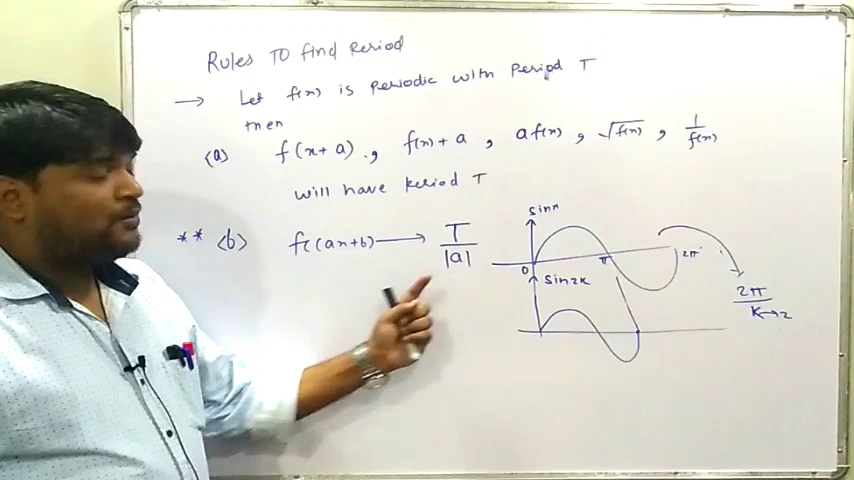 Rules To find Period
→ Let f(x) is Periodic with Period T
then
(a) f(x+a), f(x)+a, af(x), √f(x), 1/f(x)
will have period T
** (b) f(ax+b) → T/|a|
sinx
0 π 2π
sin2x
2π/K→2